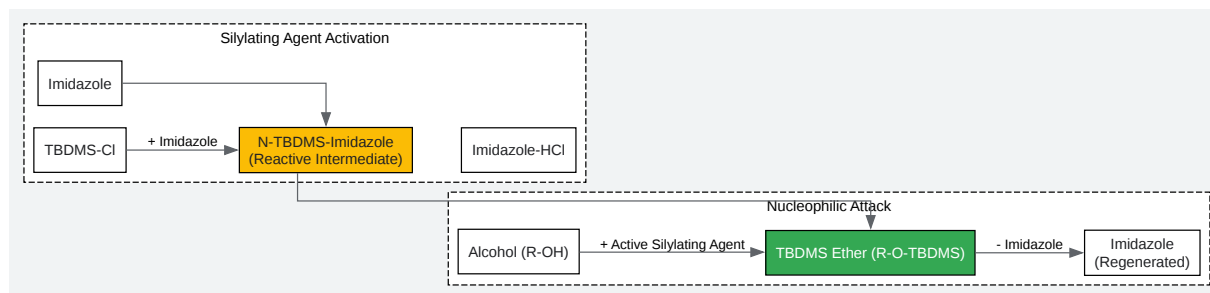 Silylating Agent Activation
Imidazole
TBDMS-Cl
+ Imidazole
N-TBDMS-Imidazole
(Reactive Intermediate)
Imidazole-HCl
Nucleophilic Attack
Alcohol (R-OH)
+ Active Silylating Agent
TBDMS Ether (R-O-TBDMS)
- Imidazole
Imidazole
(Regenerated)